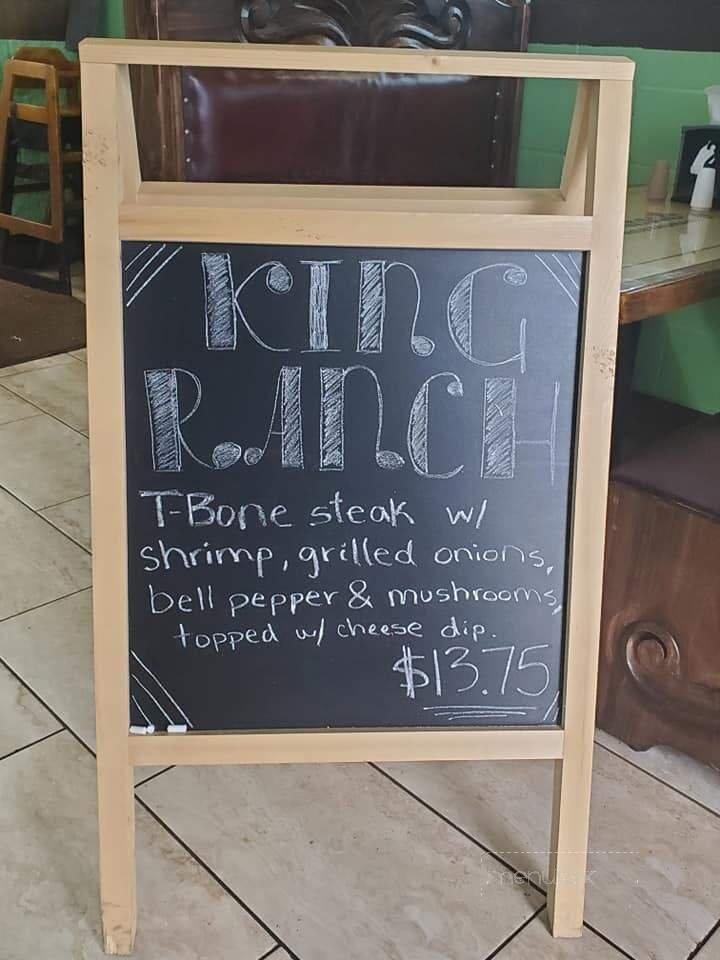 KING
RANCH
T-Bone steak w/
shrimp, grilled onions,
bell pepper & mushrooms,
topped w/ cheese dip.
$13.75